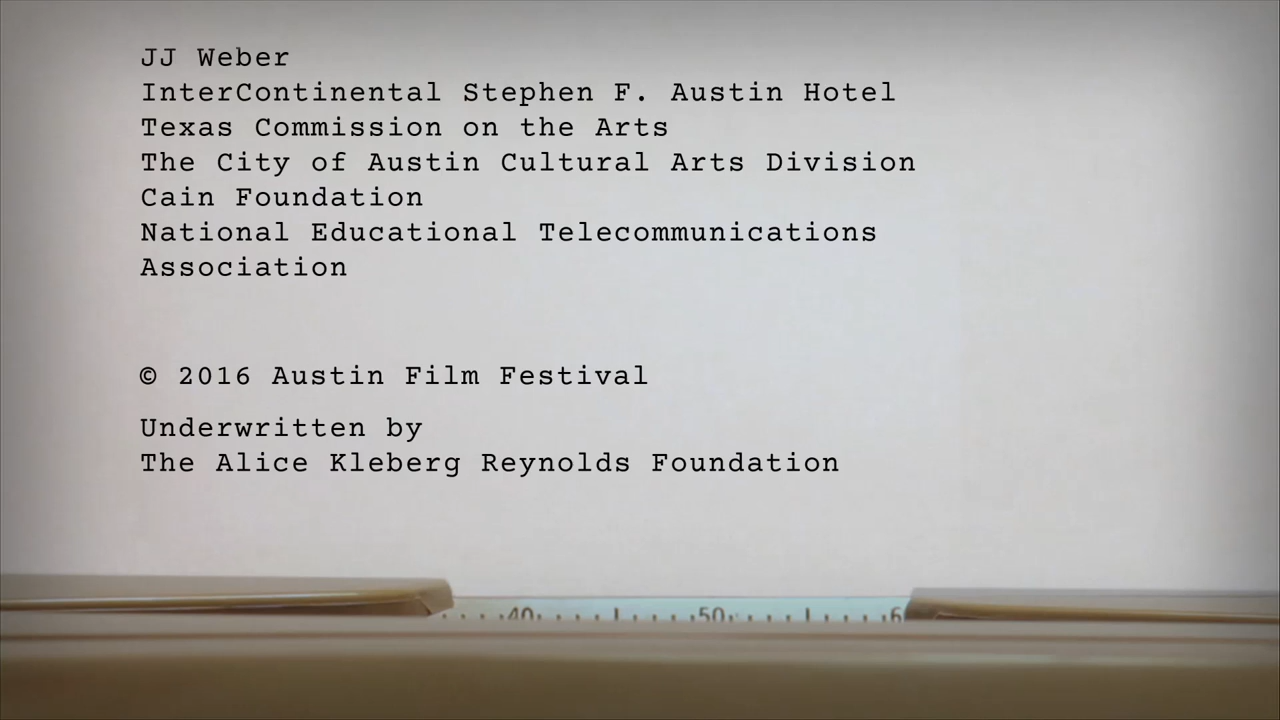 JJ Weber
InterContinental Stephen F. Austin Hotel
Texas Commission on the Arts
The City of Austin Cultural Arts Division
Cain Foundation
National Educational Telecommunications
Association
© 2016 Austin Film Festival
Underwritten by
The Alice Kleberg Reynolds Foundation
40 50 6